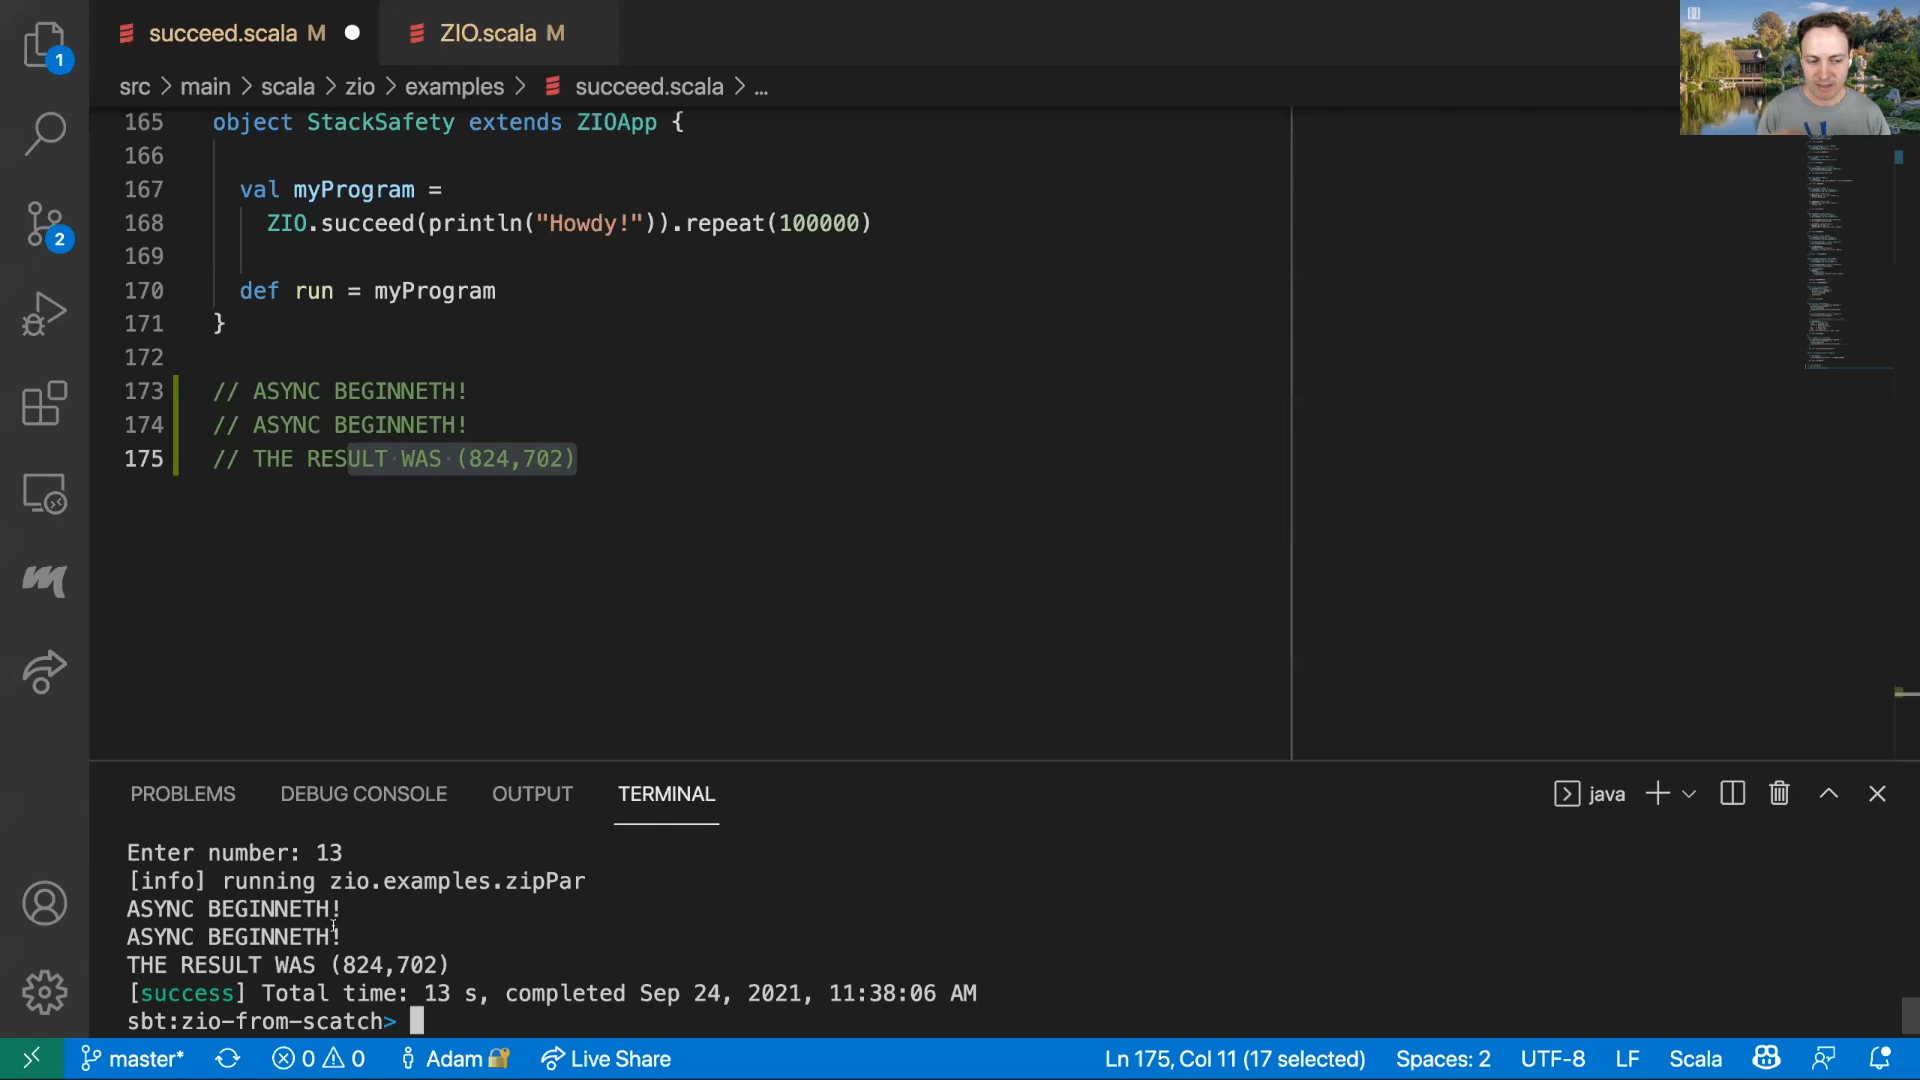 1
2
succeed.scala M
ZIO.scala M
src > main > scala > zio > examples > succeed.scala > ...
165 object StackSafety extends ZIOApp {
166
167 val myProgram =
168 ZIO.succeed(println("Howdy!")).repeat(100000)
169
170 def run = myProgram
171 }
172
173 // ASYNC BEGINNETH!
174 // ASYNC BEGINNETH!
175 // THE RESULT WAS (824,702)
PROBLEMS DEBUG CONSOLE OUTPUT TERMINAL
java
Enter number: 13
[info] running zio.examples.zipPar
ASYNC BEGINNETH!
ASYNC BEGINNETH!
THE RESULT WAS (824,702)
[success] Total time: 13 s, completed Sep 24, 2021, 11:38:06 AM
sbt:zio-from-scatch>
master* 0 0 Adam Live Share Ln 175, Col 11 (17 selected) Spaces: 2 UTF-8 LF Scala